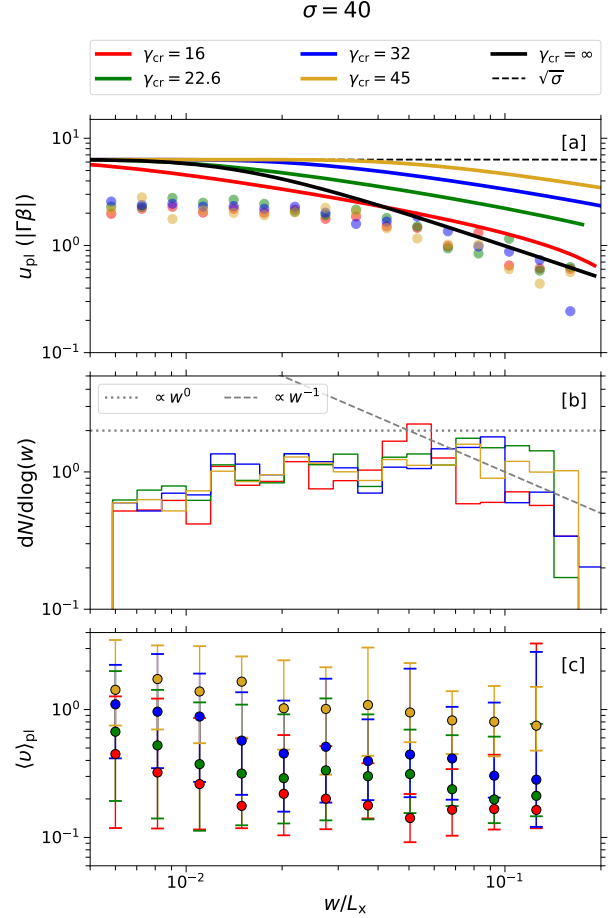 σ = 40
γcr = 16
γcr = 32
γcr = ∞
γcr = 22.6
γcr = 45
√σ
[a]
upl (|Γβ|)
10¹
10⁰
10⁻¹
∝ w⁰
∝ w⁻¹
[b]
dN/dlog(w)
10⁰
10⁻¹
[c]
⟨υ⟩pl
10⁰
10⁻¹
10⁻²
10⁻¹
w/Lx